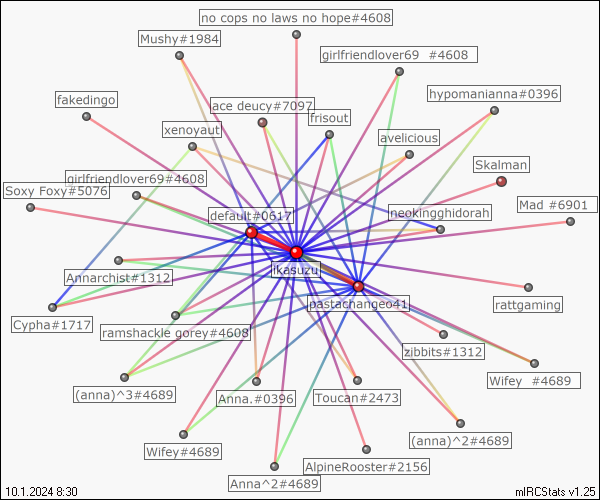 no cops no laws no hope#4608
Mushy#1984
girlfriendlover69  #4608
fakedingo
ace deucy#7097
hypomanianna#0396
frisout
xenoyaut
avelicious
Skalman
girlfriendlover69#4608
Soxy Foxy#5076
default#0617
neokingghidorah
Mad #6901
likasuzu
Annarchist#1312
pastachangeo41
rattgaming
Cypha#1717
ramshackle gorey#4608
zibbits#1312
Wifey  #4689
(anna)^3#4689
Anna.#0396
Toucan#2473
Wifey#4689
(anna)^2#4689
AlpineRooster#2156
Anna^2#4689
10.1.2024 8:30
mIRCStats v1.25